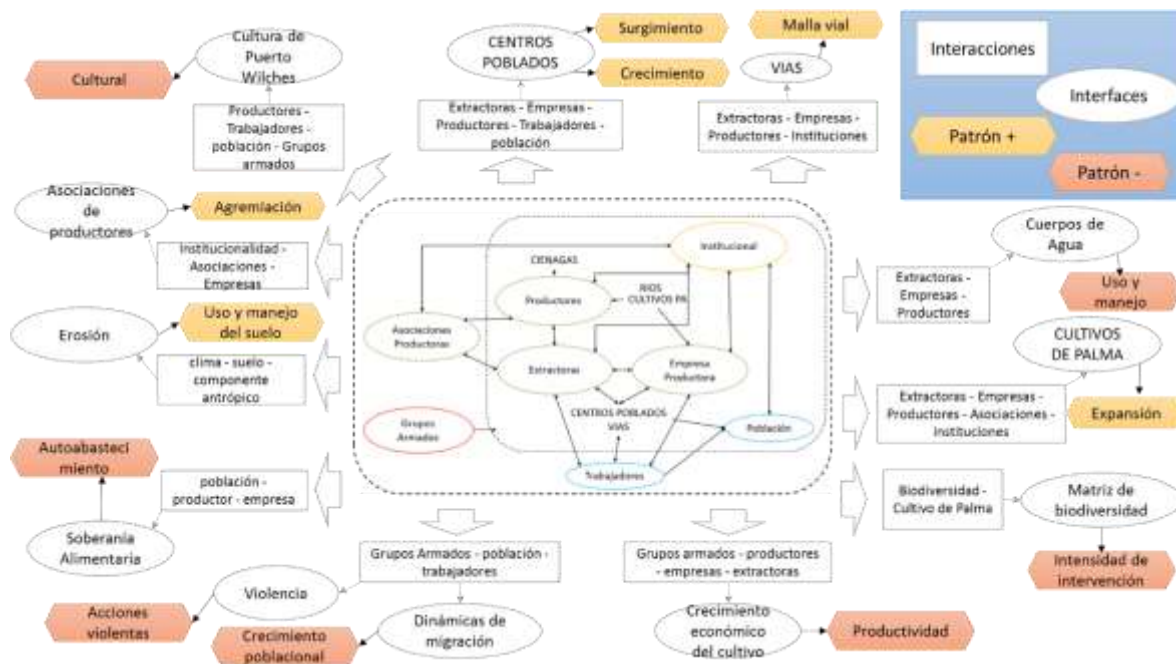 Cultura de
Puerto
Wilches
Cultural
Productores -
Trabajadores -
población - Grupos
armados
CENTROS
POBLADOS
Surgimiento
Crecimiento
Extractoras - Empresas -
Productores - Trabajadores -
población
Malla vial
VIAS
Extractoras - Empresas -
Productores - Instituciones
Interacciones
Interfaces
Patrón +
Patrón -
Asociaciones
de
productores
Agremiación
Institucionalidad -
Asociaciones -
Empresas
Erosión
Uso y manejo
del suelo
clima - suelo -
componente
antrópico
Autoabasteci
miento
población -
productor - empresa
Soberanía
Alimentaria
Institucional
CIENAGAS
Productores
RIOS
CULTIVOS PA
Asociaciones
Productoras
Extractoras
Empresa
Productora
CENTROS POBLADOS
VIAS
Grupos
Armados
Población
Trabajadores
Cuerpos de
Agua
Extractoras -
Empresas -
Productores
Uso y
manejo
CULTIVOS
DE PALMA
Extractoras - Empresas -
Productores - Asociaciones -
Instituciones
Expansión
Biodiversidad -
Cultivo de Palma
Matriz de
biodiversidad
Intensidad de
intervención
Grupos Armados - población -
trabajadores
Violencia
Acciones
violentas
Dinámicas de
migración
Crecimiento
poblacional
Grupos armados - productores
- empresas - extractoras
Crecimiento
económico
del cultivo
Productividad